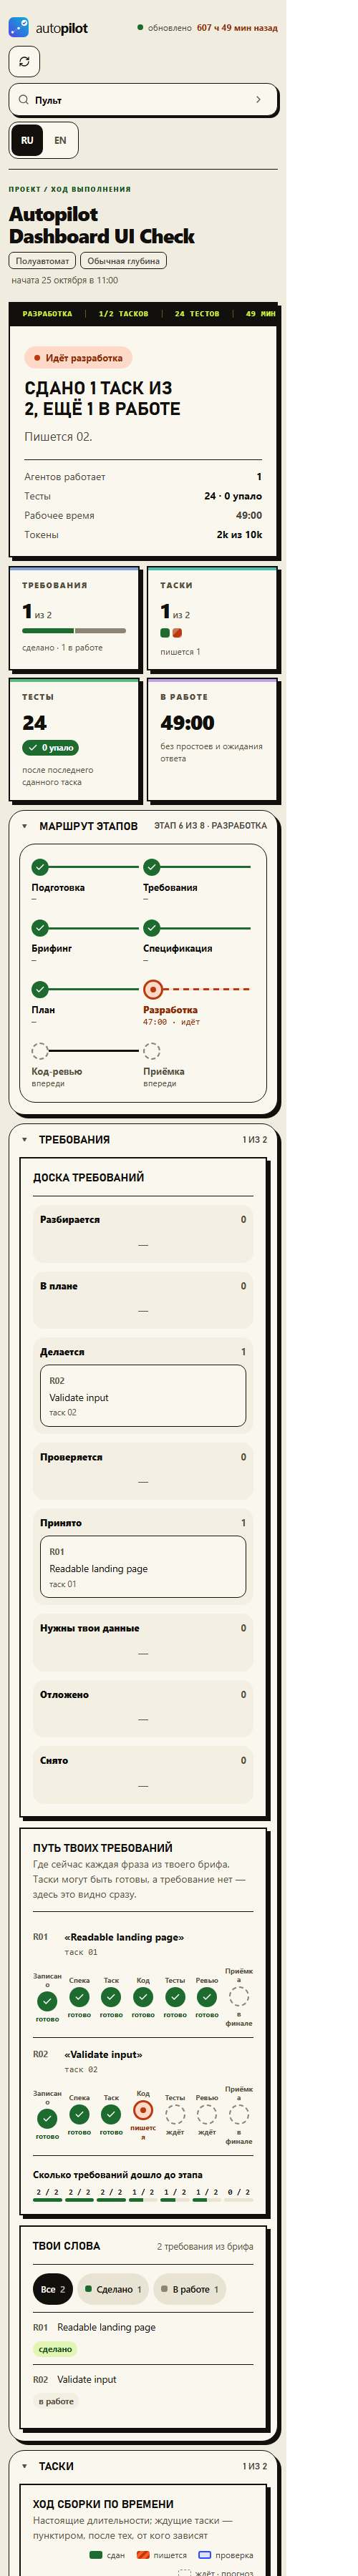 autopilot
обновлено 607 ч 49 мин назад
Пульт
RU EN
ПРОЕКТ / ХОД ВЫПОЛНЕНИЯ
Autopilot
Dashboard UI Check
Полуавтомат Обычная глубина
начата 25 октября в 11:00
РАЗРАБОТКА 1/2 ТАСКОВ 24 ТЕСТОВ 49 МИН
Идёт разработка
СДАНО 1 ТАСК ИЗ
2, ЕЩЁ 1 В РАБОТЕ
Пишется 02.
Агентов работает 1
Тесты 24 · 0 упало
Рабочее время 49:00
Токены 2k из 10k
ТРЕБОВАНИЯ
1 из 2
сделано · 1 в работе
ТАСКИ
1 из 2
пишется 1
ТЕСТЫ
24
0 упало
после последнего
сданного таска
В РАБОТЕ
49:00
без простоев и ожидания
ответа
МАРШРУТ ЭТАПОВ ЭТАП 6 ИЗ 8 · РАЗРАБОТКА
Подготовка Требования
— —
Брифинг Спецификация
— —
План Разработка
— 47:00 · идёт
Код-ревью Приёмка
впереди впереди
ТРЕБОВАНИЯ 1 ИЗ 2
ДОСКА ТРЕБОВАНИЙ
Разбирается 0
—
В плане 0
—
Делается 1
R02
Validate input
таск 02
Проверяется 0
—
Принято 1
R01
Readable landing page
таск 01
Нужны твои данные 0
—
Отложено 0
—
Снято 0
—
ПУТЬ ТВОИХ ТРЕБОВАНИЙ
Где сейчас каждая фраза из твоего брифа.
Таски могут быть готовы, а требование нет —
здесь это видно сразу.
R01 «Readable landing page»
таск 01
Записан
о Спека Таск Код Тесты Ревью Приёмк
а
готово готово готово готово готово готово в
финале
R02 «Validate input»
таск 02
Записан
о Спека Таск Код Тесты Ревью Приёмк
а
готово готово готово пишетс
я ждёт ждёт в
финале
Сколько требований дошло до этапа
2 / 2 2 / 2 2 / 2 1 / 2 1 / 2 1 / 2 0 / 2
ТВОИ СЛОВА 2 требования из брифа
Все 2 Сделано 1 В работе 1
R01 Readable landing page
сделано
R02 Validate input
в работе
ТАСКИ 1 ИЗ 2
ХОД СБОРКИ ПО ВРЕМЕНИ
Настоящие длительности; ждущие таски —
пунктиром, после тех, от кого зависят
сдан пишется проверка
ждёт · прогноз